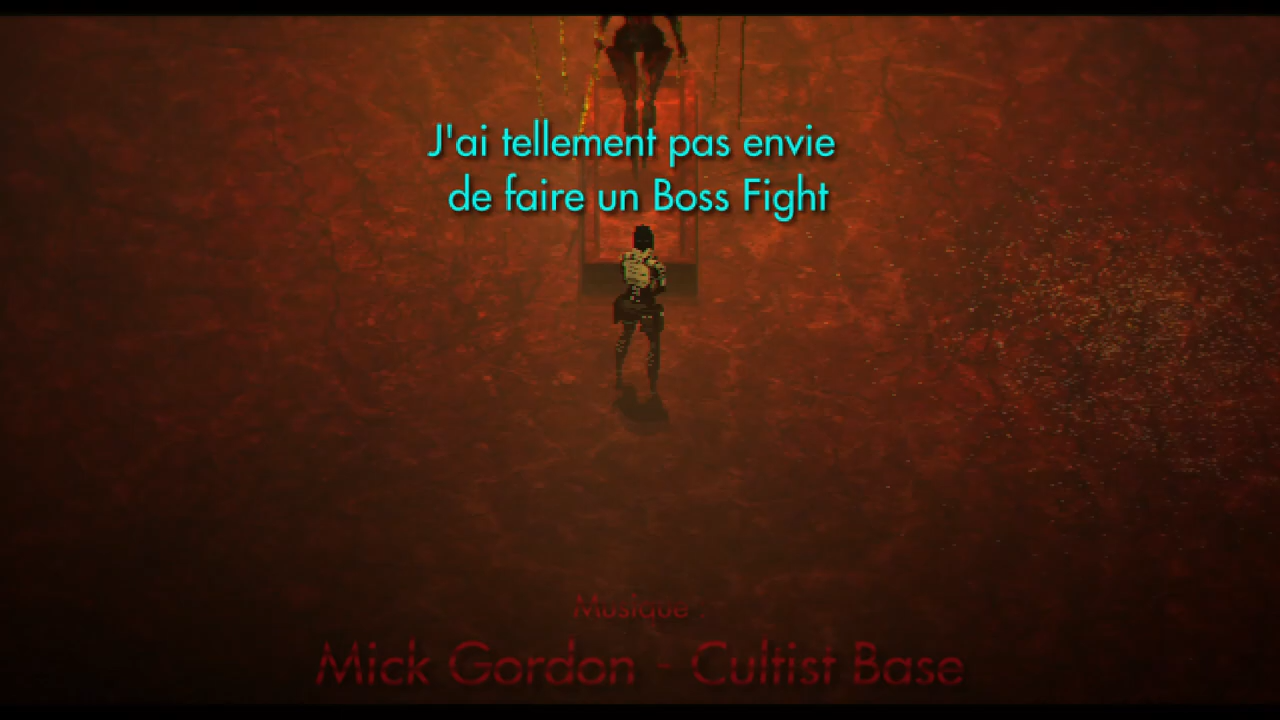 J'ai tellement pas envie
de faire un Boss Fight
Musique
Mick Gordon - Cultist Base